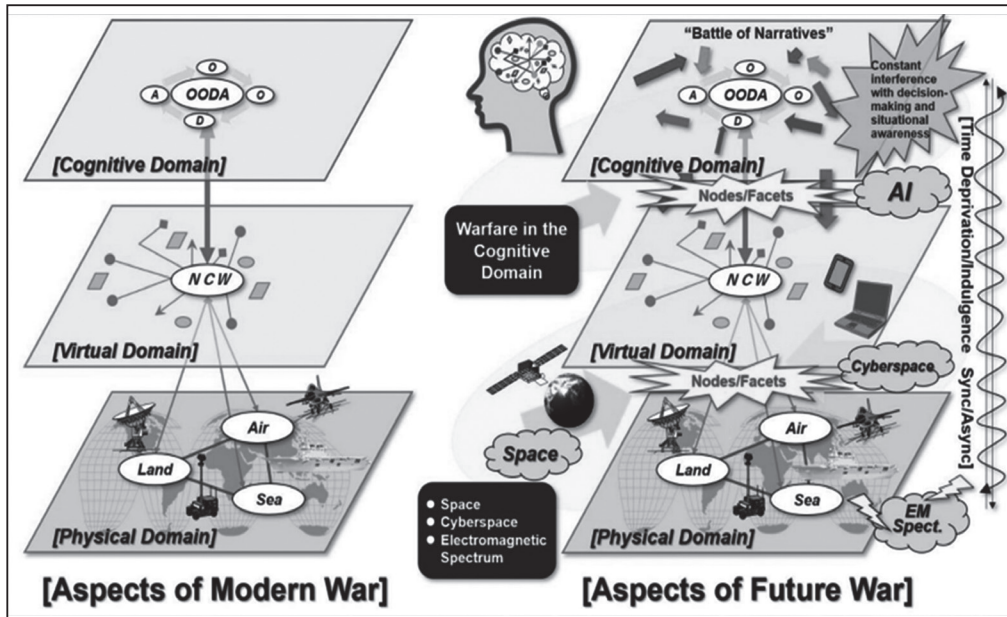 O
A
OODA
O
D
[Cognitive Domain]
NCW
[Virtual Domain]
Air
Land
Sea
[Physical Domain]
[Aspects of Modern War]
“Battle of Narratives”
Constant
interference
with decision-
making and
situational
awareness
O
A
OODA
O
D
[Cognitive Domain]
Nodes/Facets
AI
Warfare in the
Cognitive
Domain
NCW
[Virtual Domain]
Cyberspace
Nodes/Facets
Space
Air
Land
Sea
EM
Spect.
[Physical Domain]
● Space
● Cyberspace
● Electromagnetic
Spectrum
[Time Deprivation/Indulgence Sync/Async]
[Aspects of Future War]